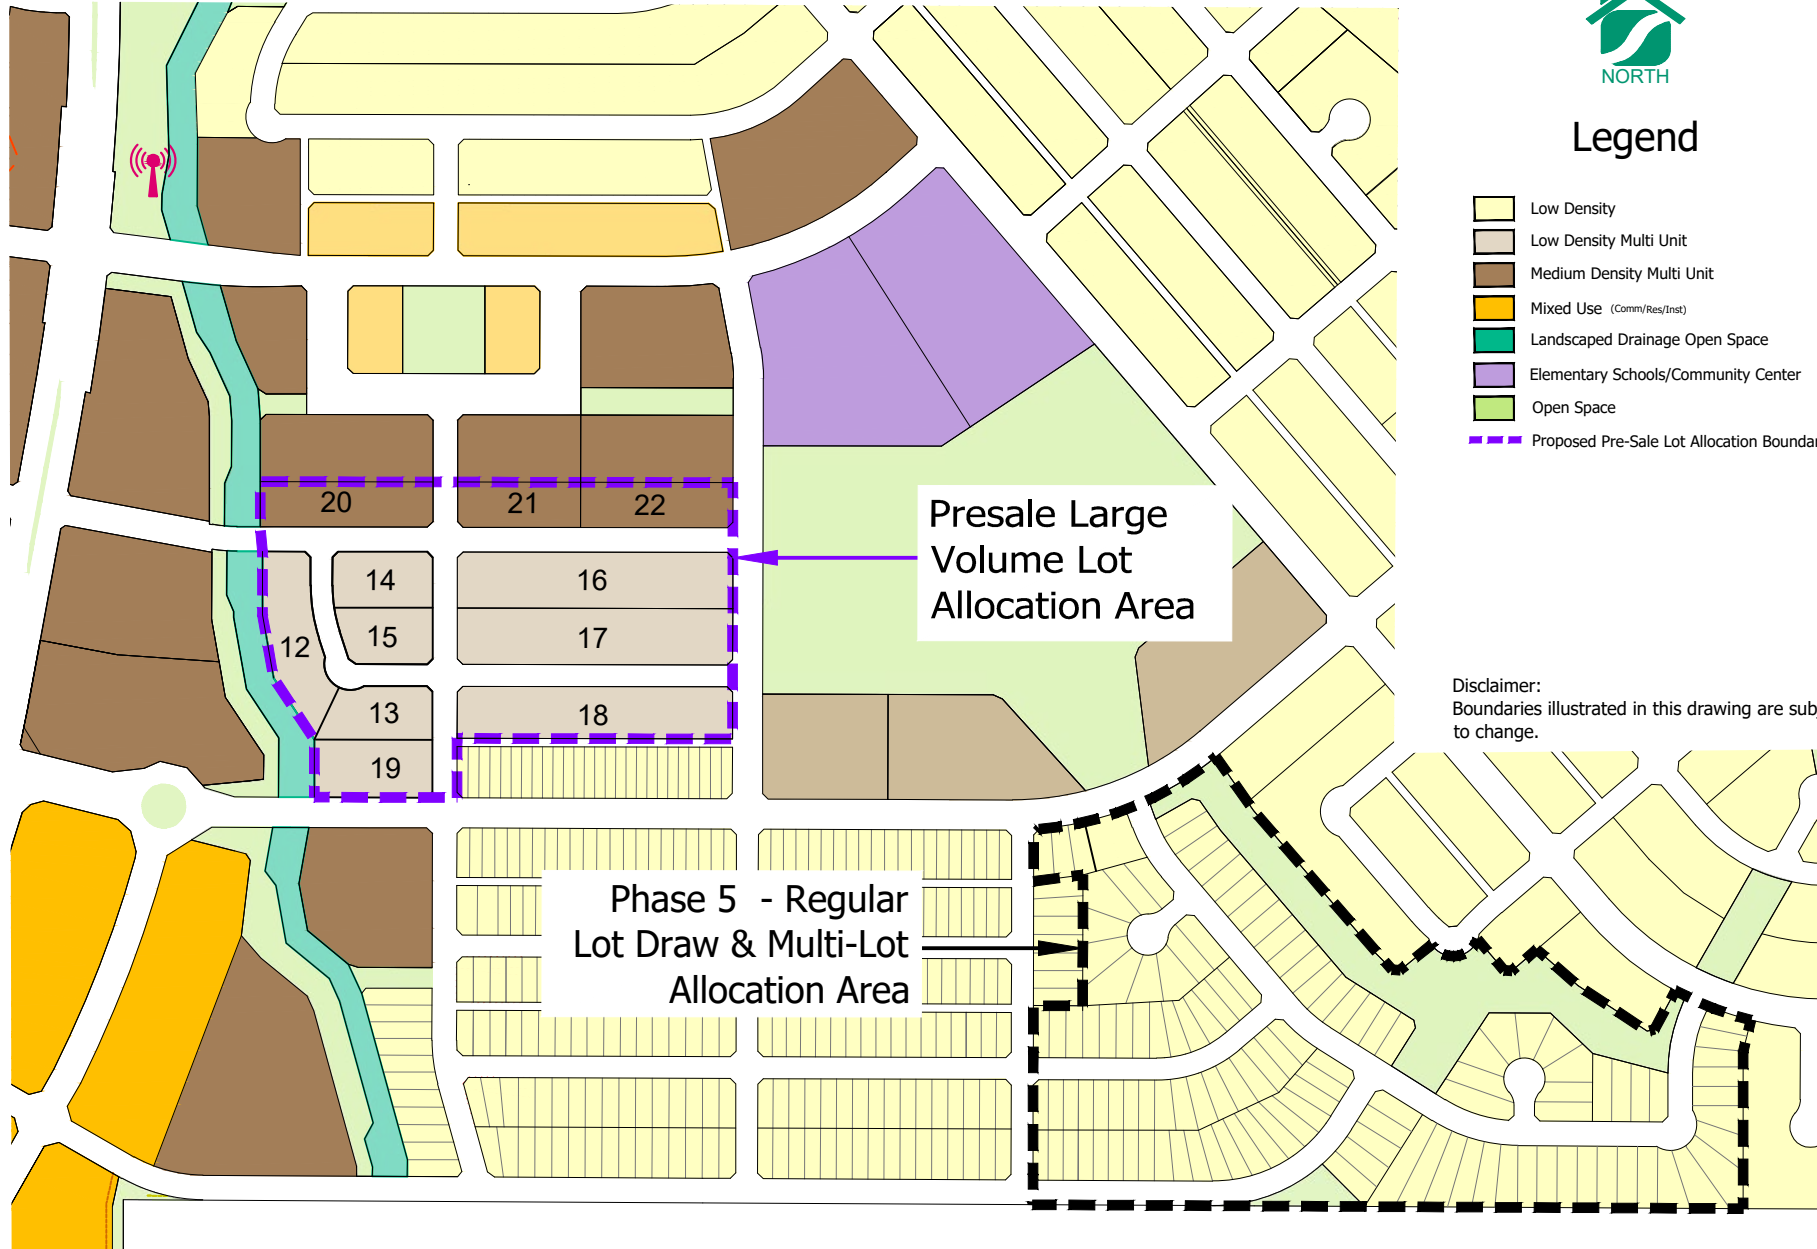 NORTH
Legend
Low Density
Low Density Multi Unit
Medium Density Multi Unit
Mixed Use (Comm/Res/Inst)
Landscaped Drainage Open Space
Elementary Schools/Community Center
Open Space
Proposed Pre-Sale Lot Allocation
20
21
22
Presale Large
Volume Lot
Allocation Area
14
16
15
17
12
13
18
19
Disclaimer:
Boundaries illustrated in this drawing are
to change.
Phase 5 - Regular
Lot Draw & Multi-Lot
Allocation Area